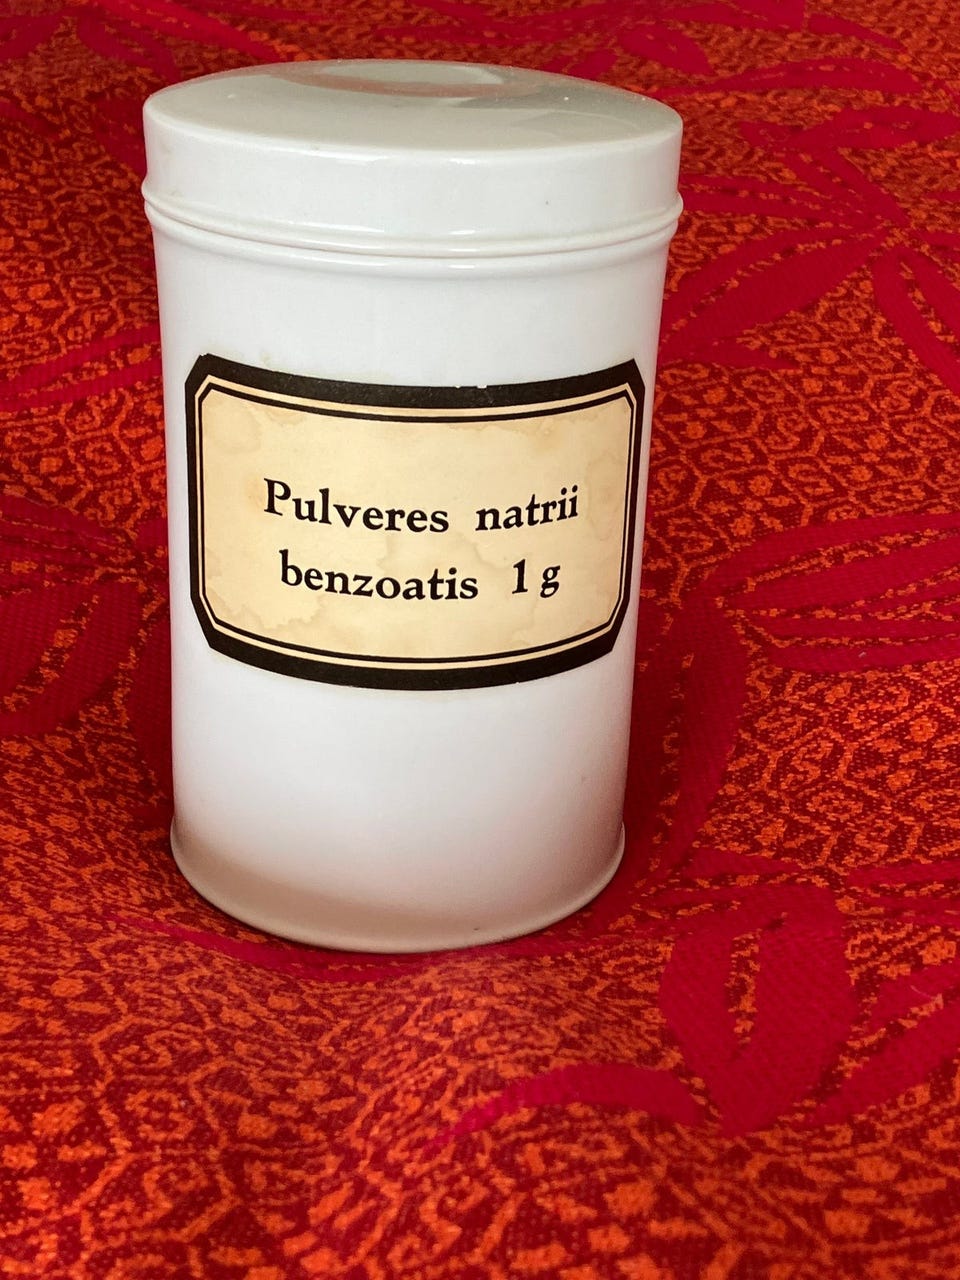 Pulveres natrii
benzoatis 1 g